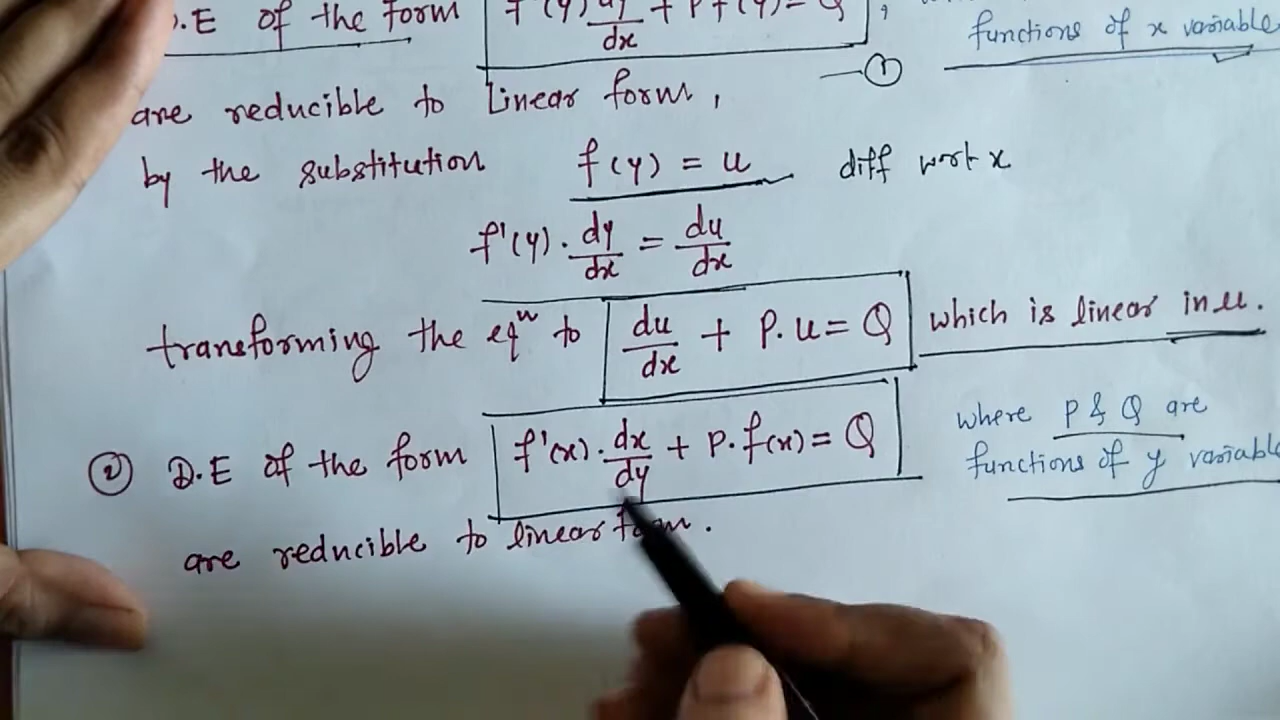 D.E of the form f'(y) dy/dx + P f(y) = Q ,
functions of x variable
— ①
are reducible to linear form,
by the substitution f(y) = u diff w.r.t x
f'(y) · dy/dx = du/dx
transforming the eqⁿ to du/dx + P.u = Q which is linear in u.
② D.E of the form f'(x) · dx/dy + P. f(x) = Q where P & Q are
functions of y variable
are reducible to linear form.